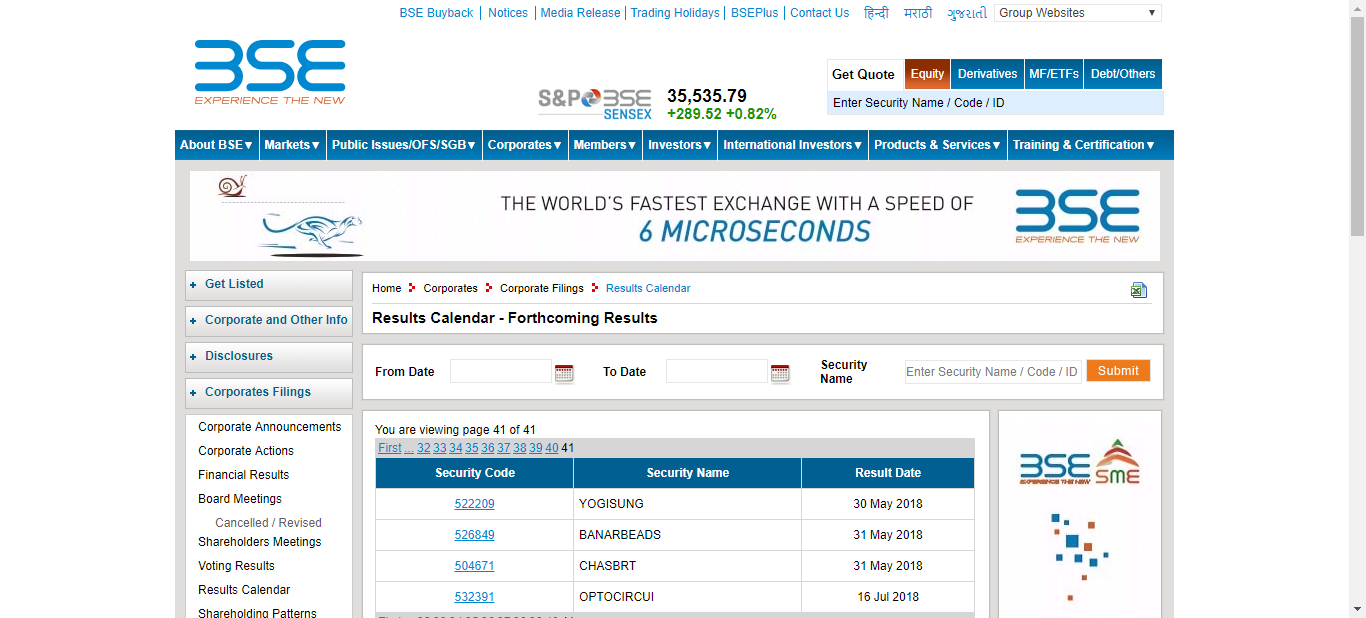 BSE Buyback | Notices | Media Release | Trading Holidays | BSEPlus | Contact Us हिन्दी मराठी ગુજરાતી Group Websites
BSE
EXPERIENCE THE NEW
S&P BSE
SENSEX
35,535.79
+289.52 +0.82%
Get Quote Equity Derivatives MF/ETFs Debt/Others
Enter Security Name / Code / ID
About BSE▼ Markets▼ Public Issues/OFS/SGB▼ Corporates▼ Members▼ Investors▼ International Investors▼ Products & Services▼ Training & Certification▼
THE WORLD'S FASTEST EXCHANGE WITH A SPEED OF
6 MICROSECONDS
BSE
EXPERIENCE THE NEW
Get Listed
Corporate and Other Info
Disclosures
Corporates Filings
Corporate Announcements
Corporate Actions
Financial Results
Board Meetings
Cancelled / Revised
Shareholders Meetings
Voting Results
Results Calendar
Shareholding Patterns
Home Corporates Corporate Filings Results Calendar
Results Calendar - Forthcoming Results
From Date To Date Security Name Enter Security Name / Code / ID Submit
You are viewing page 41 of 41
First ... 32 33 34 35 36 37 38 39 40 41
Security Code Security Name Result Date
522209 YOGISUNG 30 May 2018
526849 BANARBEADS 31 May 2018
504671 CHASBRT 31 May 2018
532391 OPTOCIRCUI 16 Jul 2018
BSE SME
EXPERIENCE THE NEW